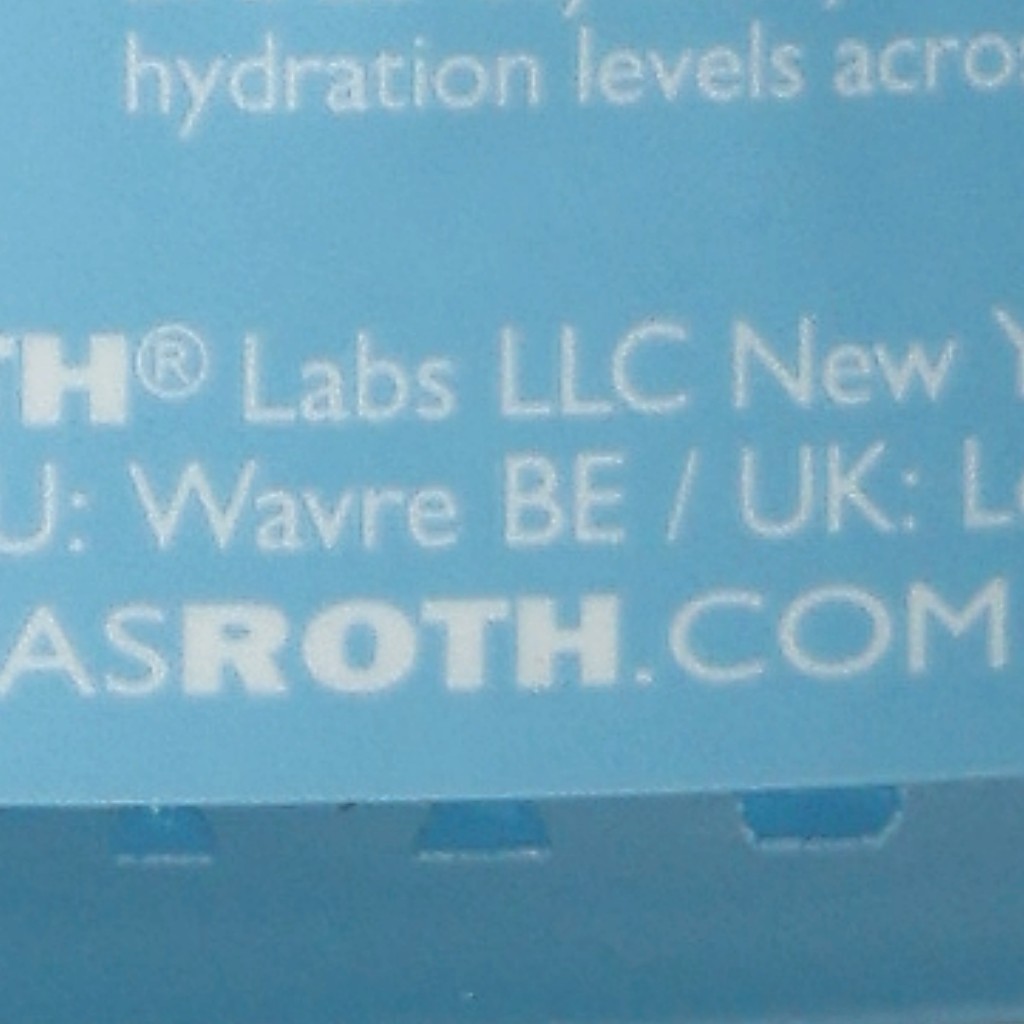 hydration levels acro
TH® Labs LLC New Y
U: Wavre BE / UK: L
ASROTH.COM